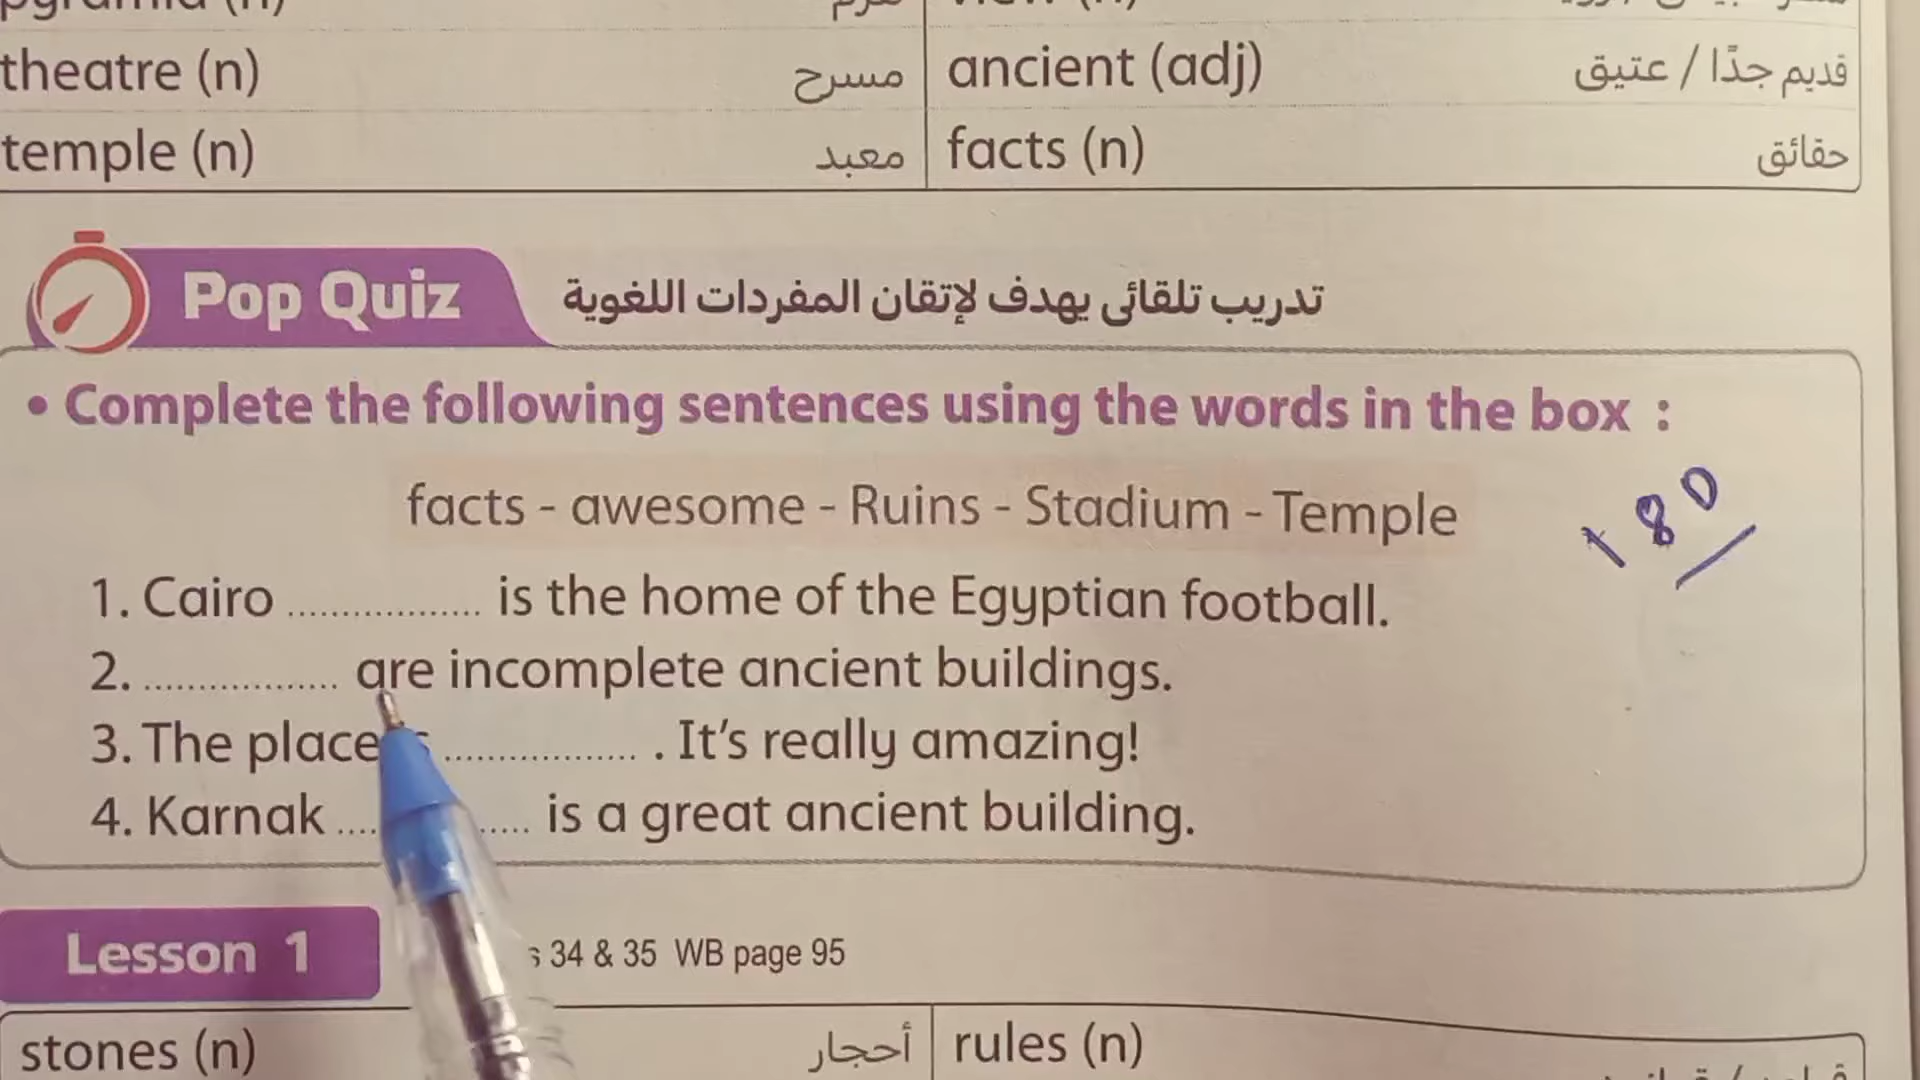 theatre (n) مسرح ancient (adj) قديم جدًا / عتيق
temple (n) معبد facts (n) حقائق
Pop Quiz تدريب تلقائى يهدف لإتقان المفردات اللغوية
• Complete the following sentences using the words in the box :
facts - awesome - Ruins - Stadium - Temple
180
1. Cairo ................. is the home of the Egyptian football.
2. ................. are incomplete ancient buildings.
3. The place ................. . It's really amazing!
4. Karnak ................. is a great ancient building.
Lesson 1 34 & 35 WB page 95
stones (n) أحجار rules (n)